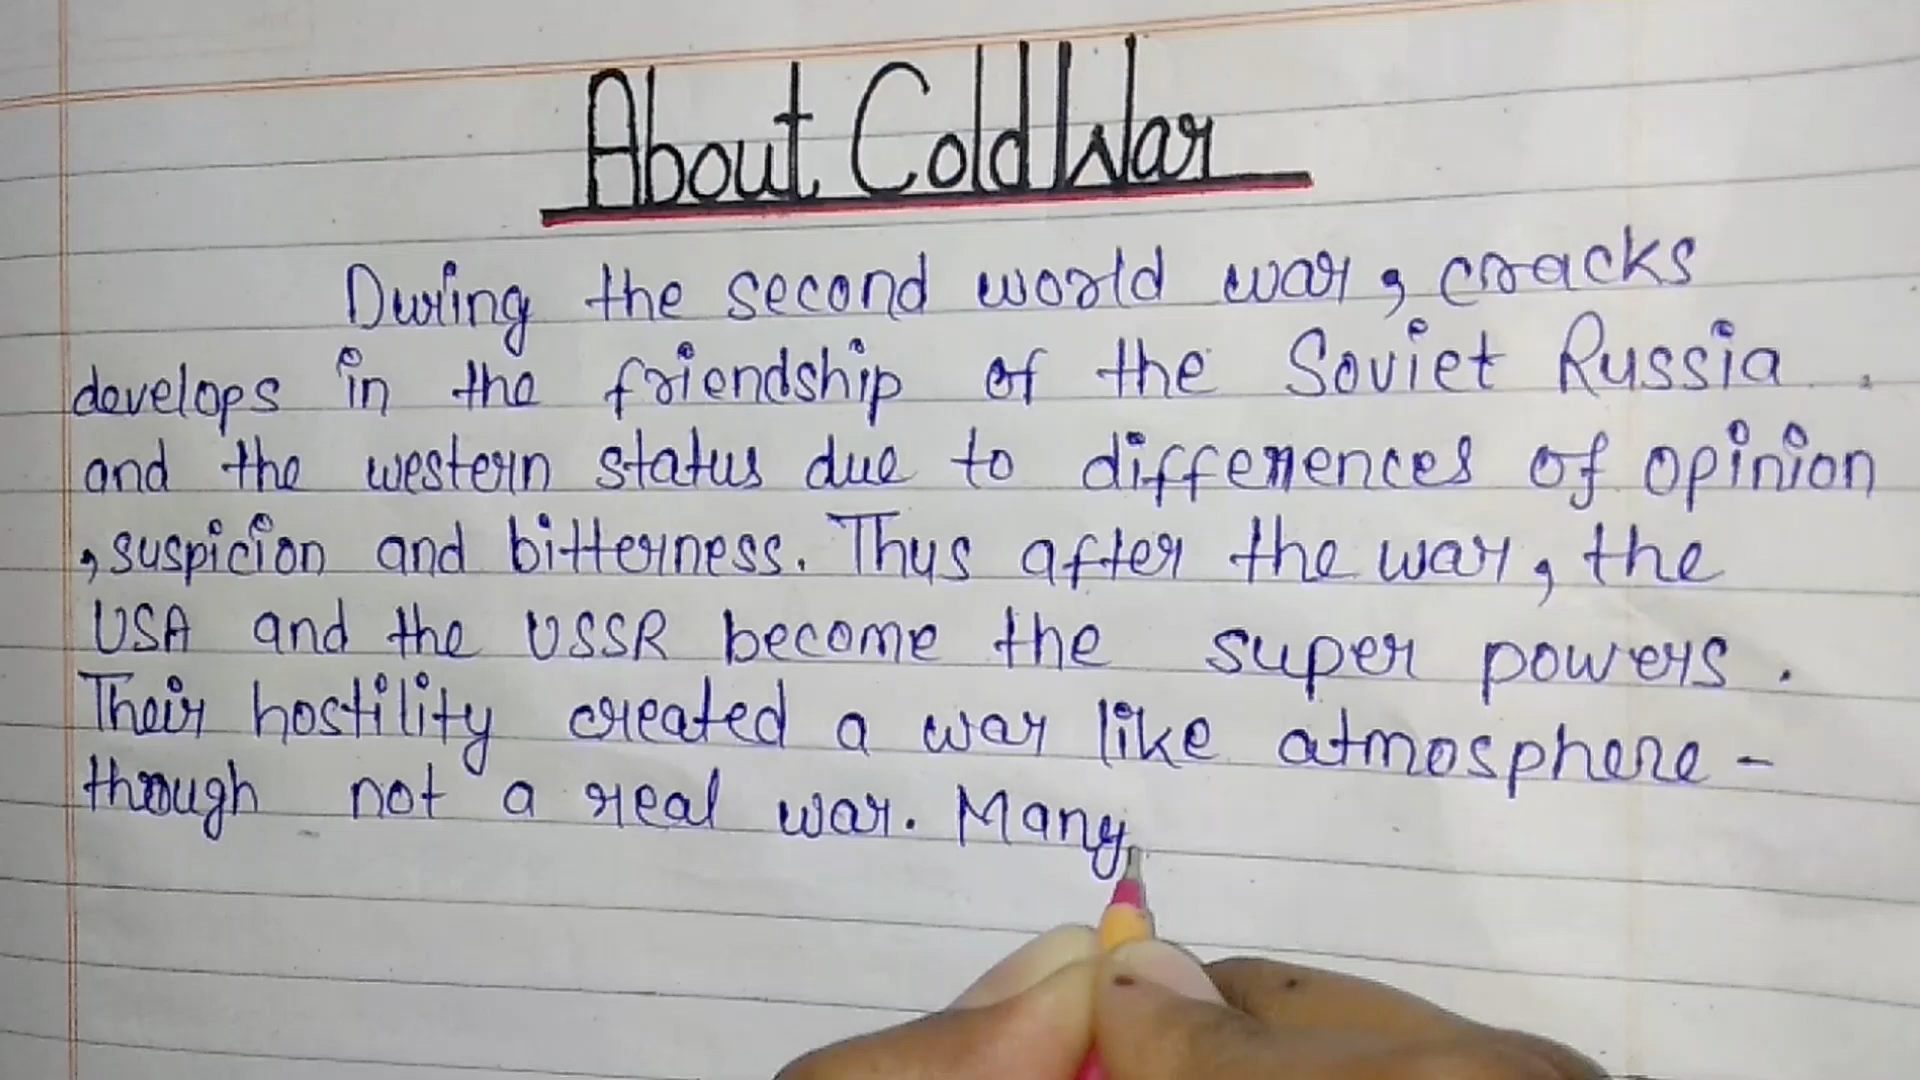 About Cold War
During the second world war, cracks
develops in the friendship of the Soviet Russia
and the western status due to differences of opinion
, suspicion and bitterness. Thus after the war, the
USA and the USSR become the super powers.
Their hostility created a war like atmosphere -
through not a real war. Many